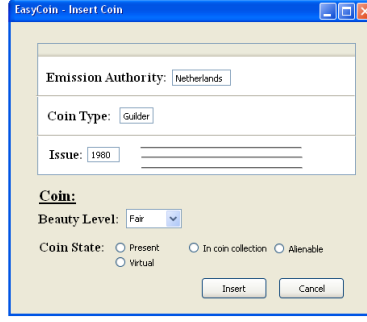 EasyCoin - Insert Coin
Emission Authority: Netherlands
Coin Type: Guilder
Issue: 1980
Coin:
Beauty Level: Fair
Coin State: Present In coin collection Alienable
Virtual
Insert Cancel